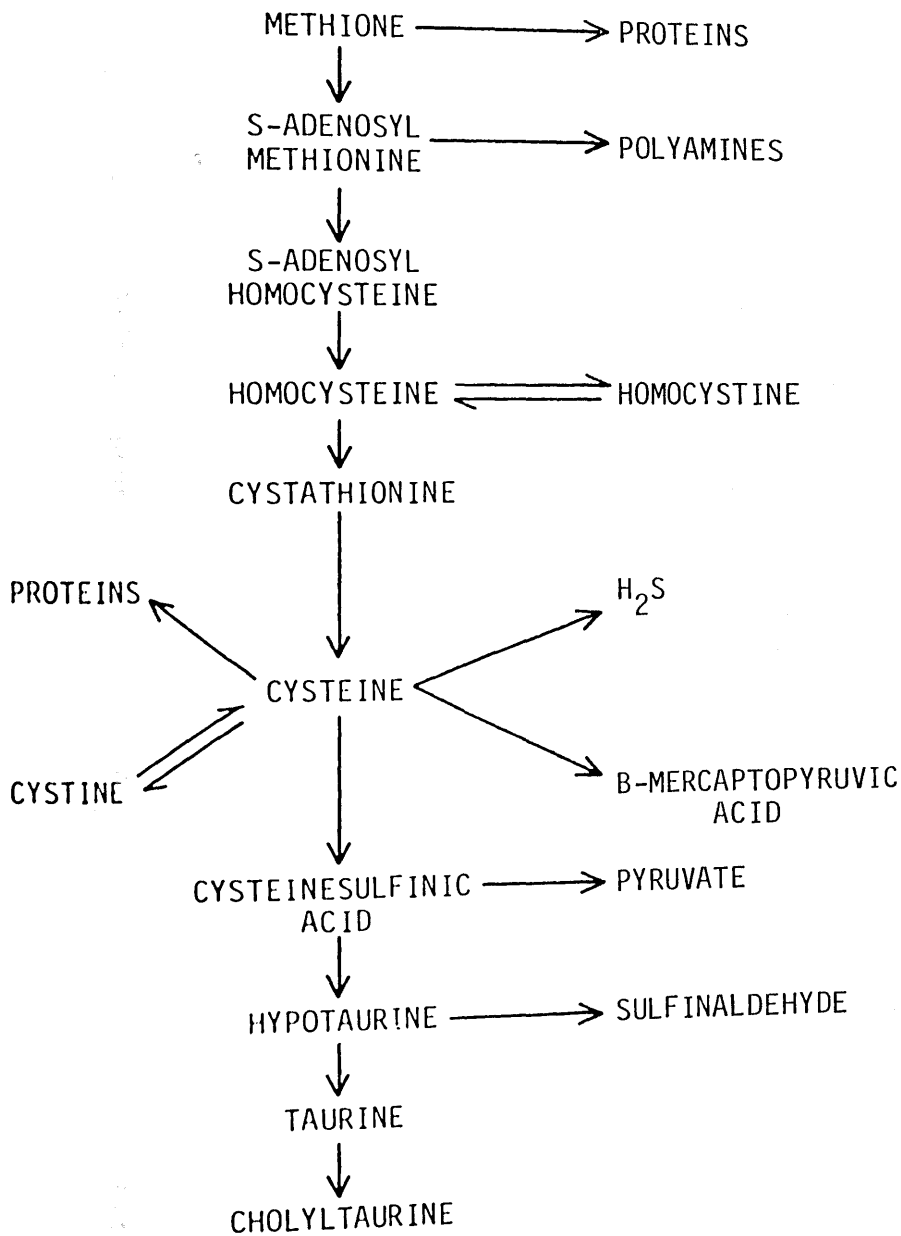 METHIONE
PROTEINS
S-ADENOSYL
METHIONINE
POLYAMINES
S-ADENOSYL
HOMOCYSTEINE
HOMOCYSTEINE
HOMOCYSTINE
CYSTATHIONINE
PROTEINS
H2S
CYSTEINE
CYSTINE
B-MERCAPTOPYRUVIC
ACID
CYSTEINESULFINIC
ACID
PYRUVATE
HYPOTAURINE
SULFINALDEHYDE
TAURINE
CHOLYLTAURINE